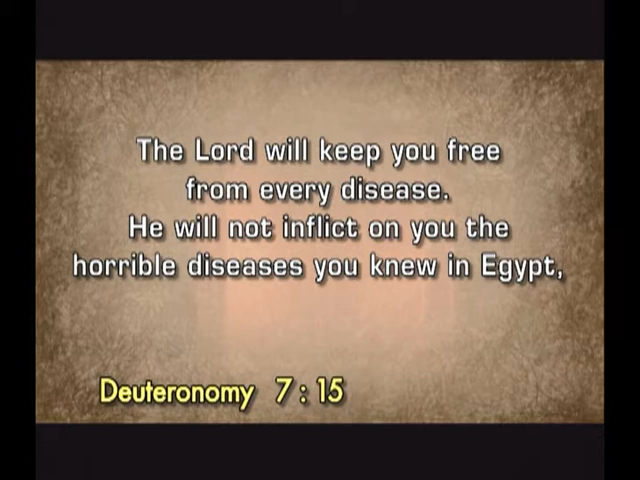 The Lord will keep you free
from every disease.
He will not inflict on you the
horrible diseases you knew in Egypt,
Deuteronomy 7 : 15